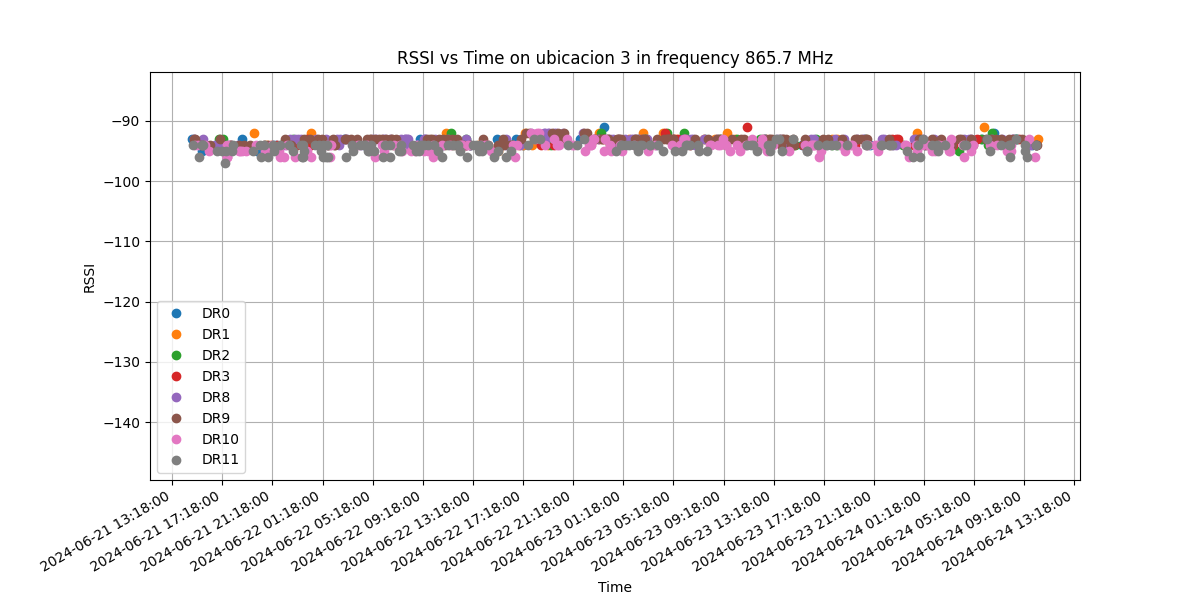 RSSI vs Time on ubicacion 3 in frequency 865.7 MHz
RSSI
−90
−100
−110
−120
−130
−140
DR0
DR1
DR2
DR3
DR8
DR9
DR10
DR11
2024-06-21 13:18:00
2024-06-21 17:18:00
2024-06-21 21:18:00
2024-06-22 01:18:00
2024-06-22 05:18:00
2024-06-22 09:18:00
2024-06-22 13:18:00
2024-06-22 17:18:00
2024-06-22 21:18:00
2024-06-23 01:18:00
2024-06-23 05:18:00
2024-06-23 09:18:00
2024-06-23 13:18:00
2024-06-23 17:18:00
2024-06-23 21:18:00
2024-06-24 01:18:00
2024-06-24 05:18:00
2024-06-24 09:18:00
2024-06-24 13:18:00
Time